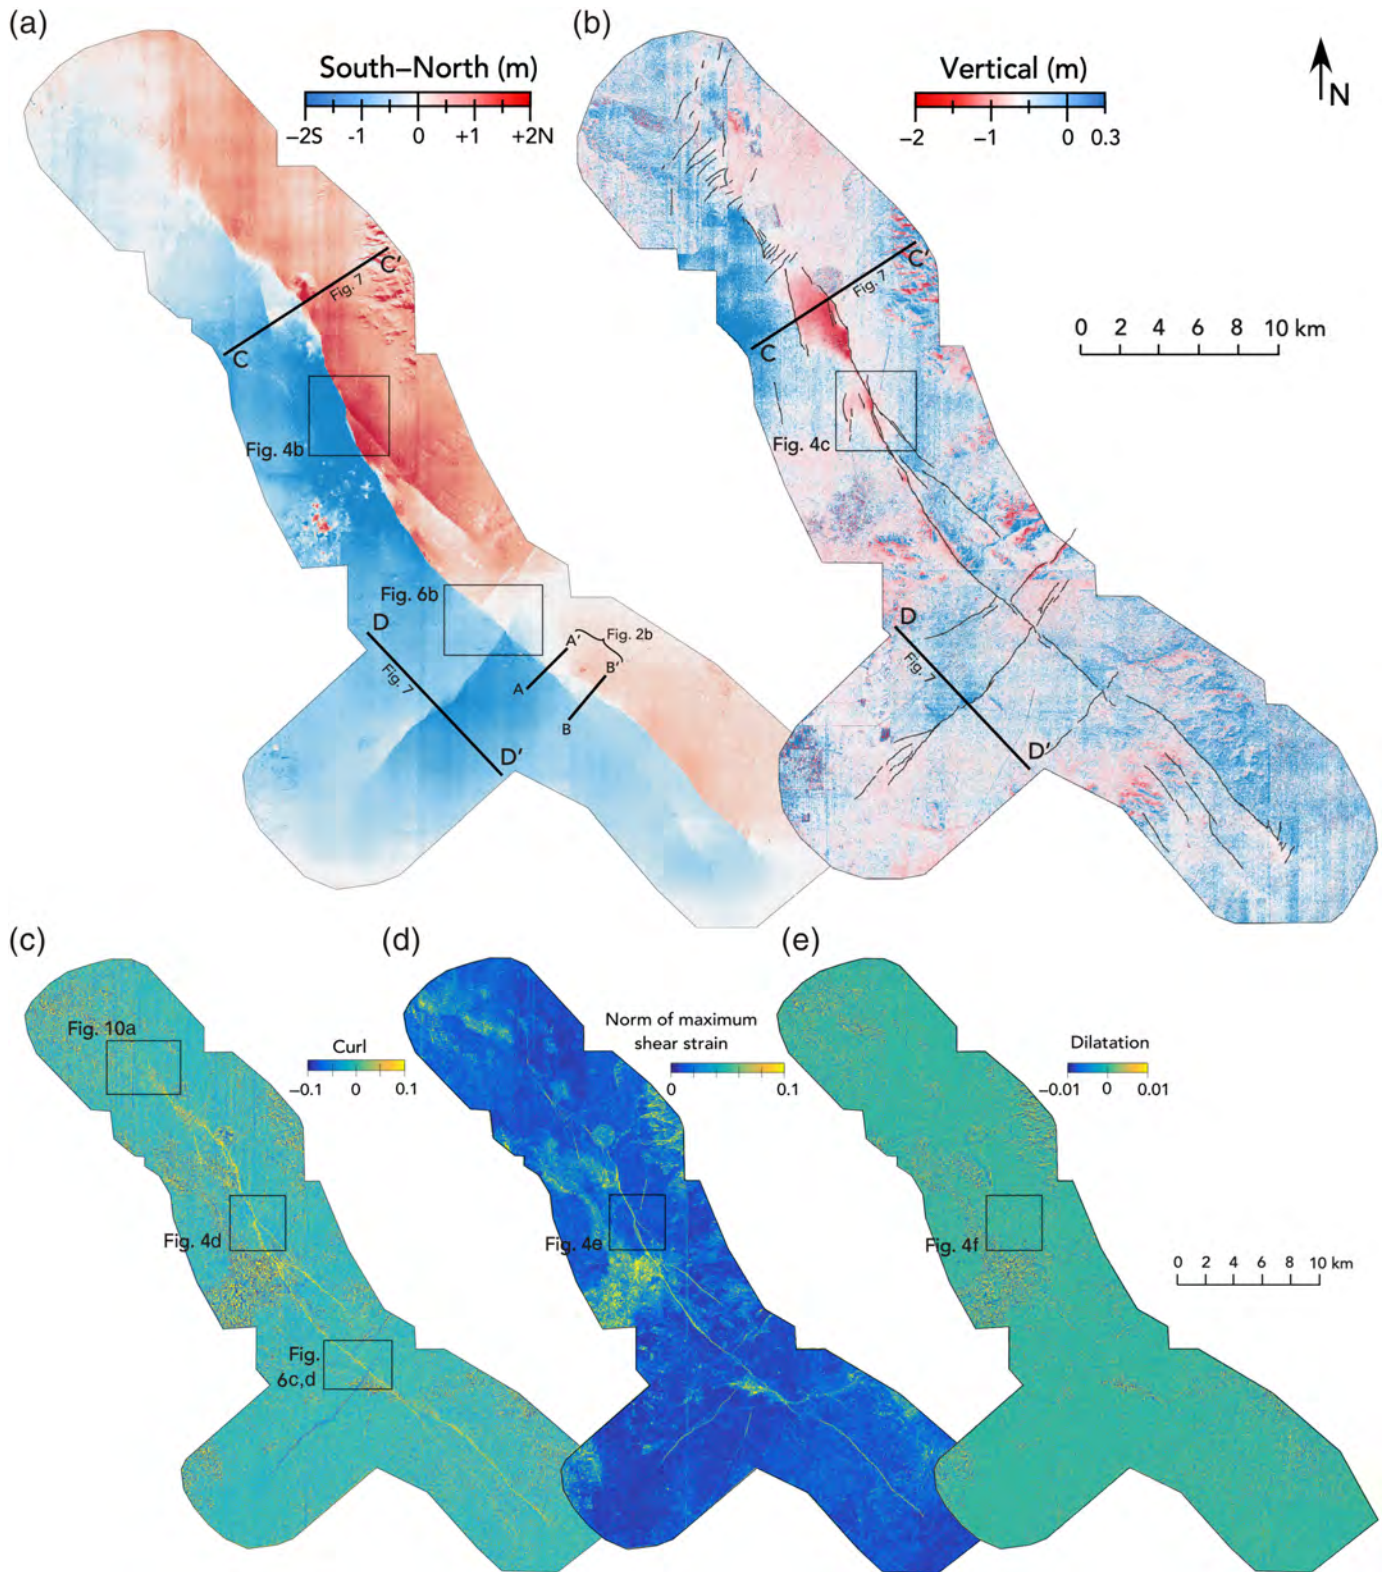 (a)
South–North (m)
–2S -1 0 +1 +2N
C
C'
Fig. 7
Fig. 4b
Fig. 6b
D
D'
Fig. 7
A
A'
Fig. 2b
B'
B
(b)
Vertical (m)
–2 –1 0 0.3
N
C
C'
Fig. 7
0 2 4 6 8 10 km
Fig. 4c
D
D'
Fig. 7
(c)
Fig. 10a
Curl
–0.1 0 0.1
Fig. 4d
Fig.
6c,d
(d)
Norm of maximum
shear strain
0 0.1
Fig. 4e
(e)
Dilatation
–0.01 0 0.01
Fig. 4f
0 2 4 6 8 10 km